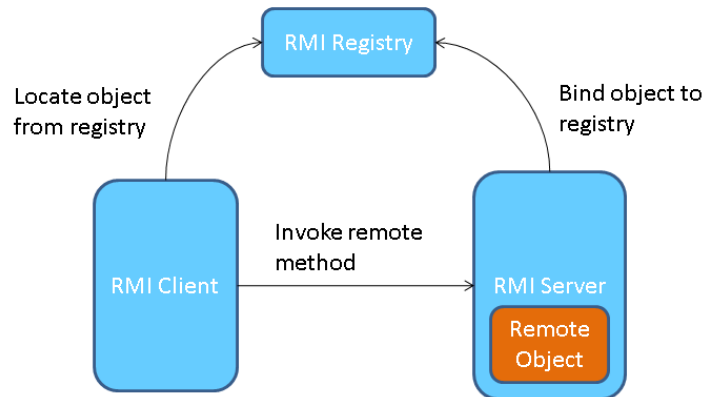 RMI Registry
Locate object
from registry
Bind object to
registry
Invoke remote
method
RMI Client
RMI Server
Remote
Object